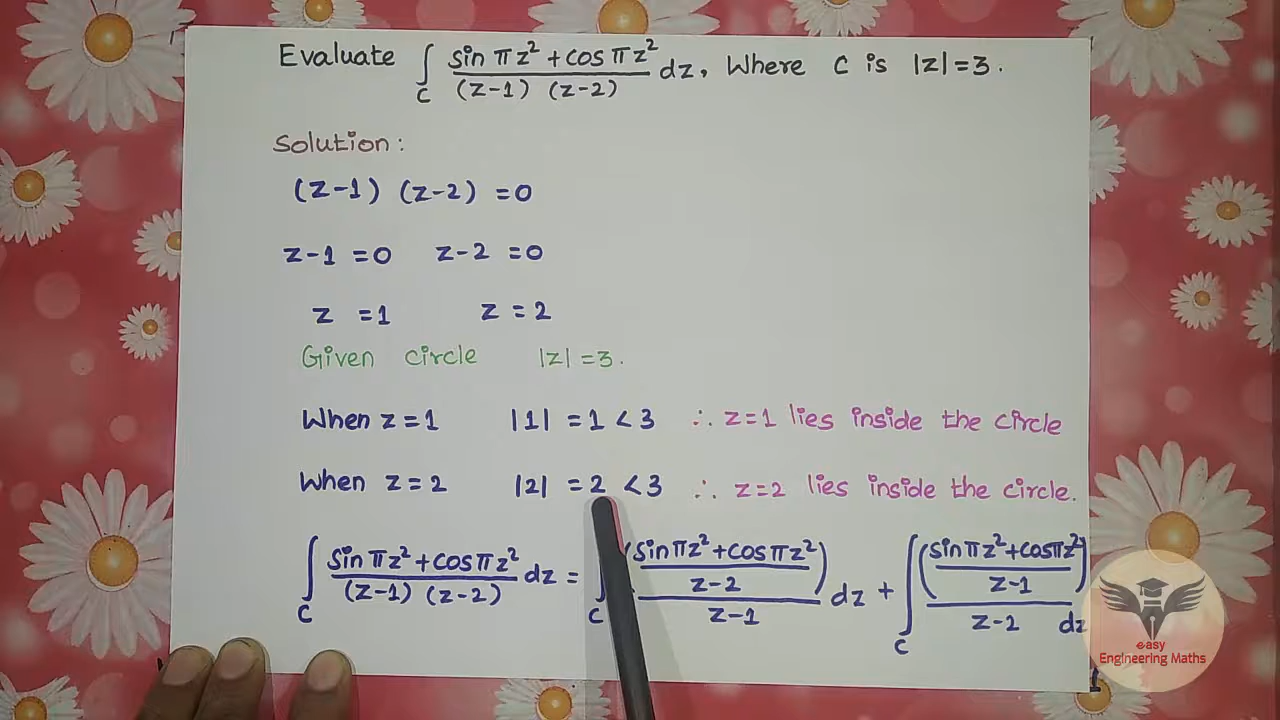 Evaluate ∫_C (sin πz² + cos πz²)/((z-1) (z-2)) dz, Where C is |z|=3.
Solution:
(z-1) (z-2) =0
z-1 =0 z-2 =0
z =1 z =2
Given circle |z|=3.
When z=1 |1| =1 <3 ∴ z=1 lies inside the circle
When z=2 |2| =2 <3 ∴ z=2 lies inside the circle.
∫_C (sin πz² + cos πz²)/((z-1) (z-2)) dz = ∫_C ((sin πz² + cos πz²)/(z-2))/(z-1) dz + ∫_C ((sin πz² + cos πz²)/(z-1))/(z-2) dz
easy
Engineering Maths